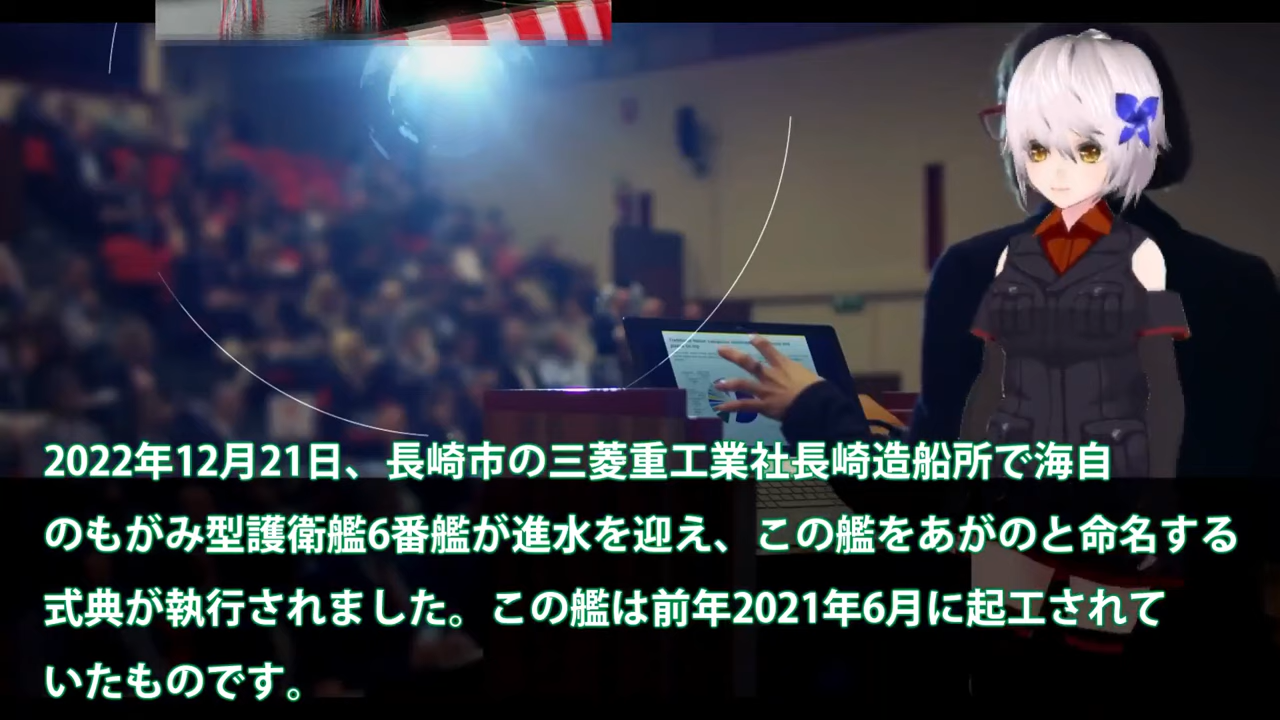 2022年12月21日、長崎市の三菱重工業社長崎造船所で海自
のもがみ型護衛艦6番艦が進水を迎え、この艦をあがのと命名する
式典が執行されました。この艦は前年2021年6月に起工されて
いたものです。